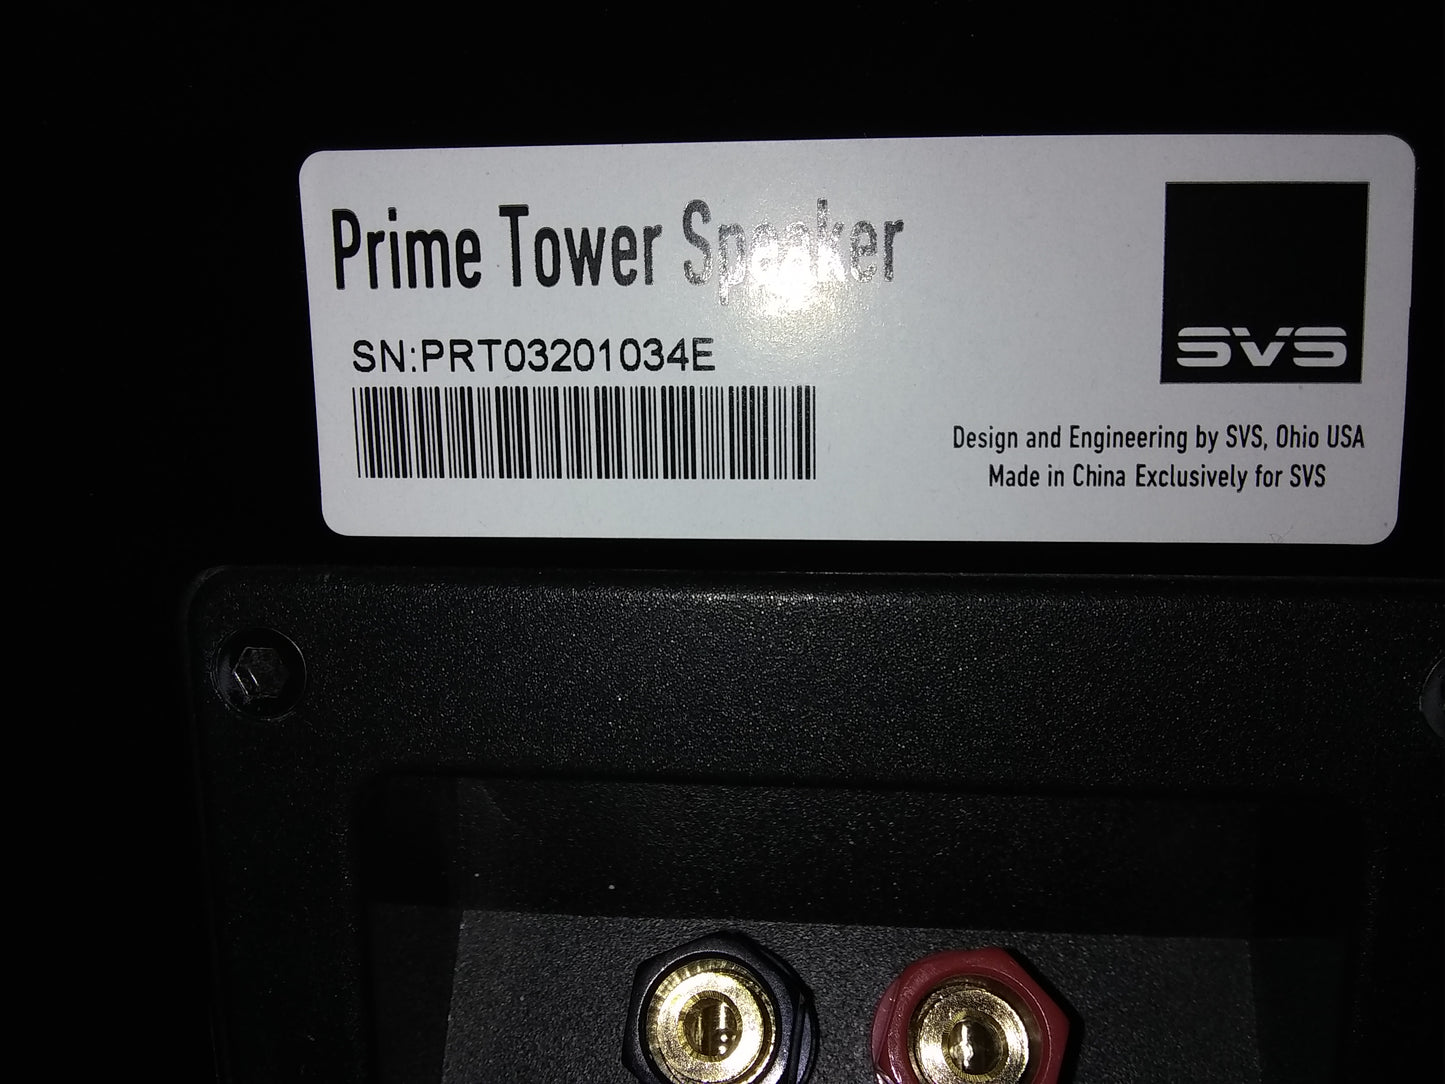 Prime Tower Speaker
SN:PRT03201034E
SVS
Design and Engineering by SVS, Ohio USA
Made in China Exclusively for SVS